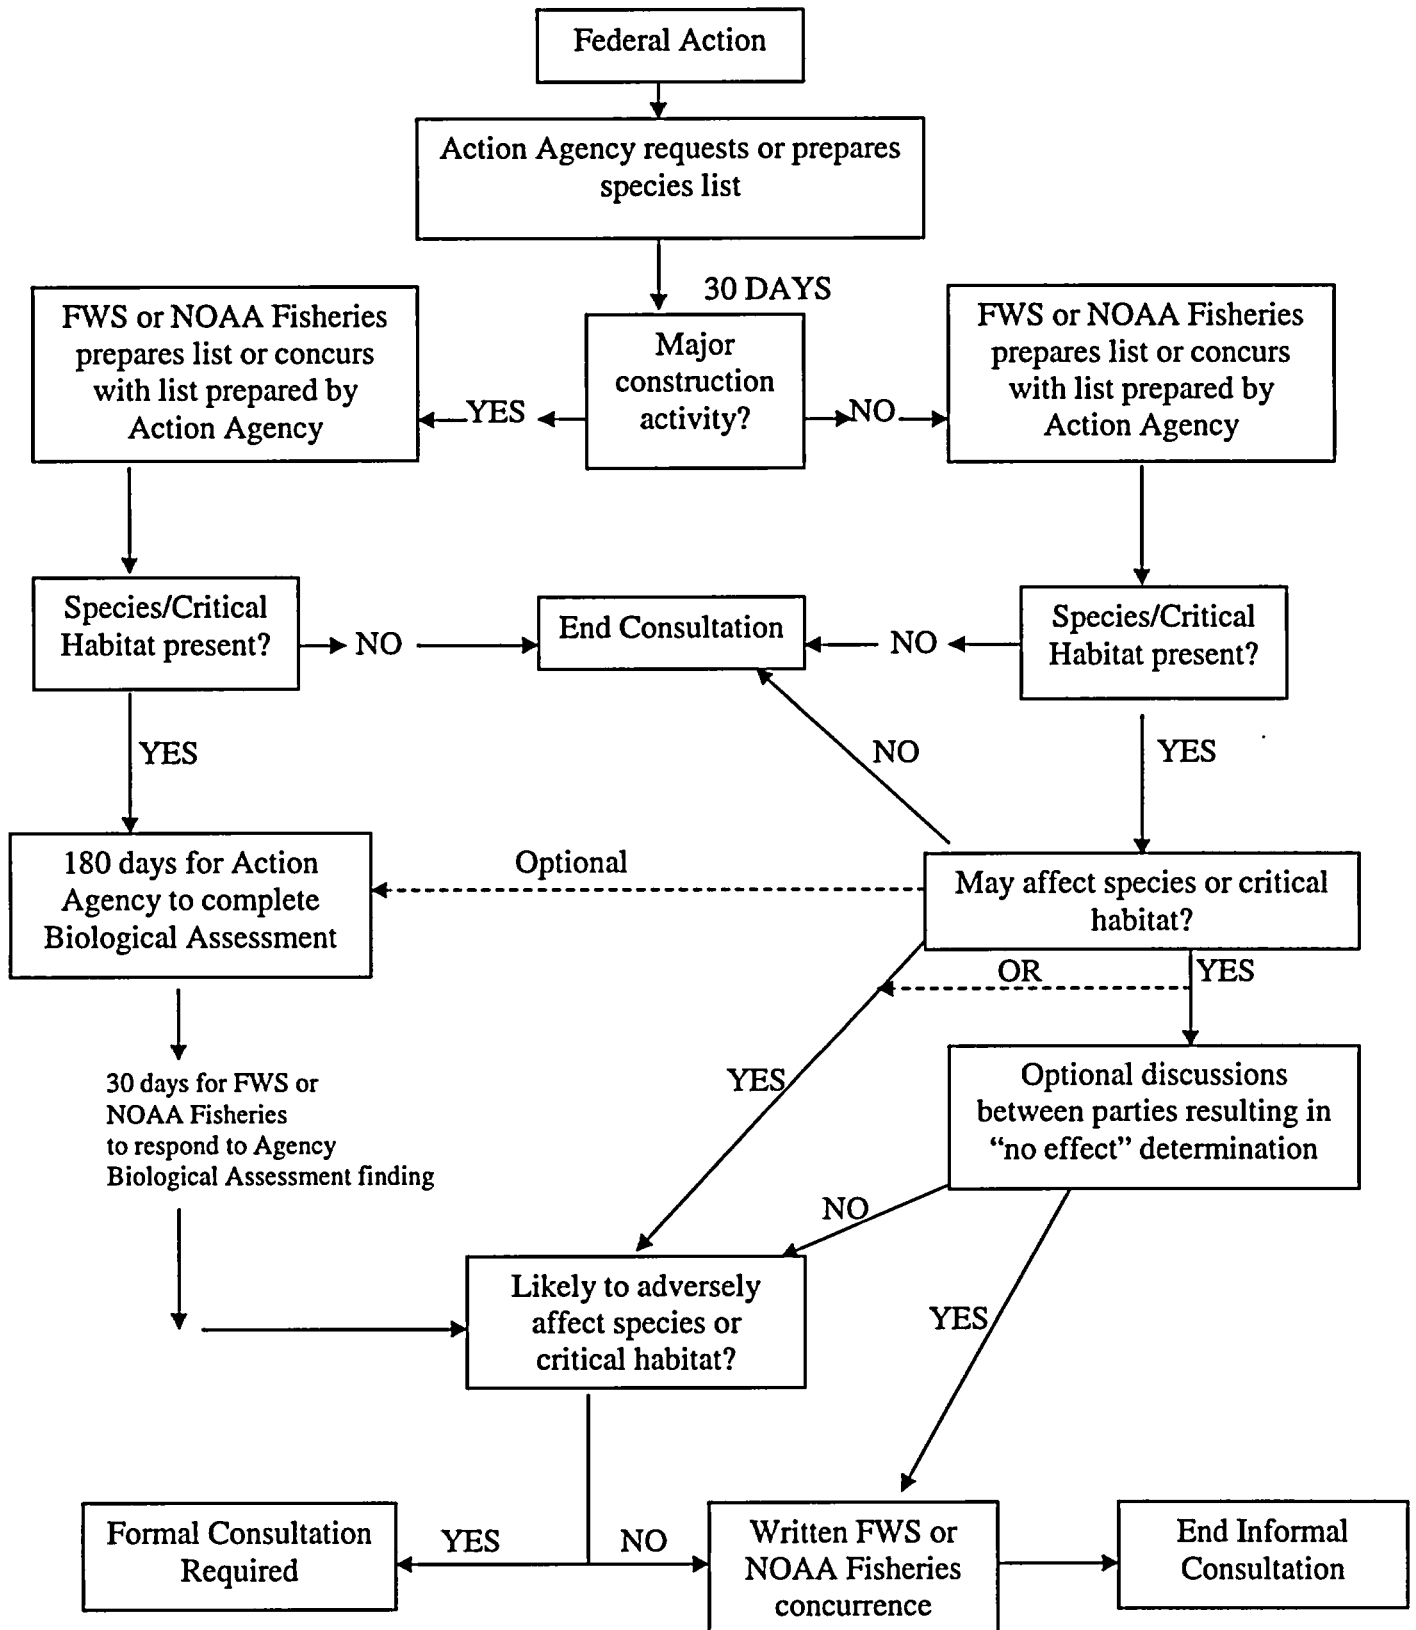 Federal Action
Action Agency requests or prepares
species list
30 DAYS
FWS or NOAA Fisheries
prepares list or concurs
with list prepared by
Action Agency
YES
Major
construction
activity?
NO
FWS or NOAA Fisheries
prepares list or concurs
with list prepared by
Action Agency
Species/Critical
Habitat present?
NO
End Consultation
NO
Species/Critical
Habitat present?
YES
NO
YES
180 days for Action
Agency to complete
Biological Assessment
Optional
May affect species or critical
habitat?
OR
YES
30 days for FWS or
NOAA Fisheries
to respond to Agency
Biological Assessment finding
YES
Optional discussions
between parties resulting in
“no effect” determination
NO
Likely to adversely
affect species or
critical habitat?
YES
Formal Consultation
Required
YES
NO
Written FWS or
NOAA Fisheries
concurrence
End Informal
Consultation